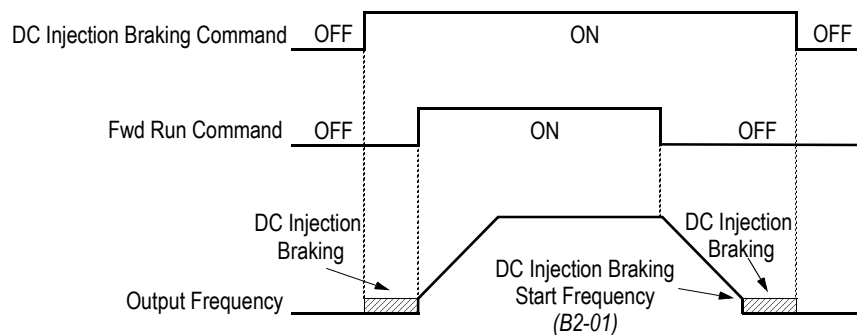 DC Injection Braking Command
OFF
ON
OFF
Fwd Run Command
OFF
ON
OFF
DC Injection
Braking
DC Injection
Braking
DC Injection Braking
Start Frequency
(B2-01)
Output Frequency